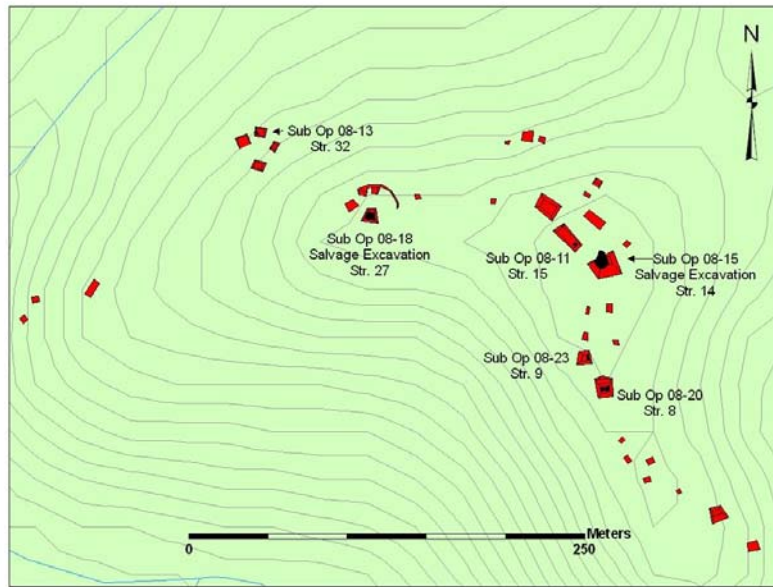 N
Sub Op 08-13
Str. 32
Sub Op 08-18
Salvage Excavation
Str. 27
Sub Op 08-11
Str. 15
Sub Op 08-15
Salvage Excavation
Str. 14
Sub Op 08-23
Str. 9
Sub Op 08-20
Str. 8
Meters
0
250